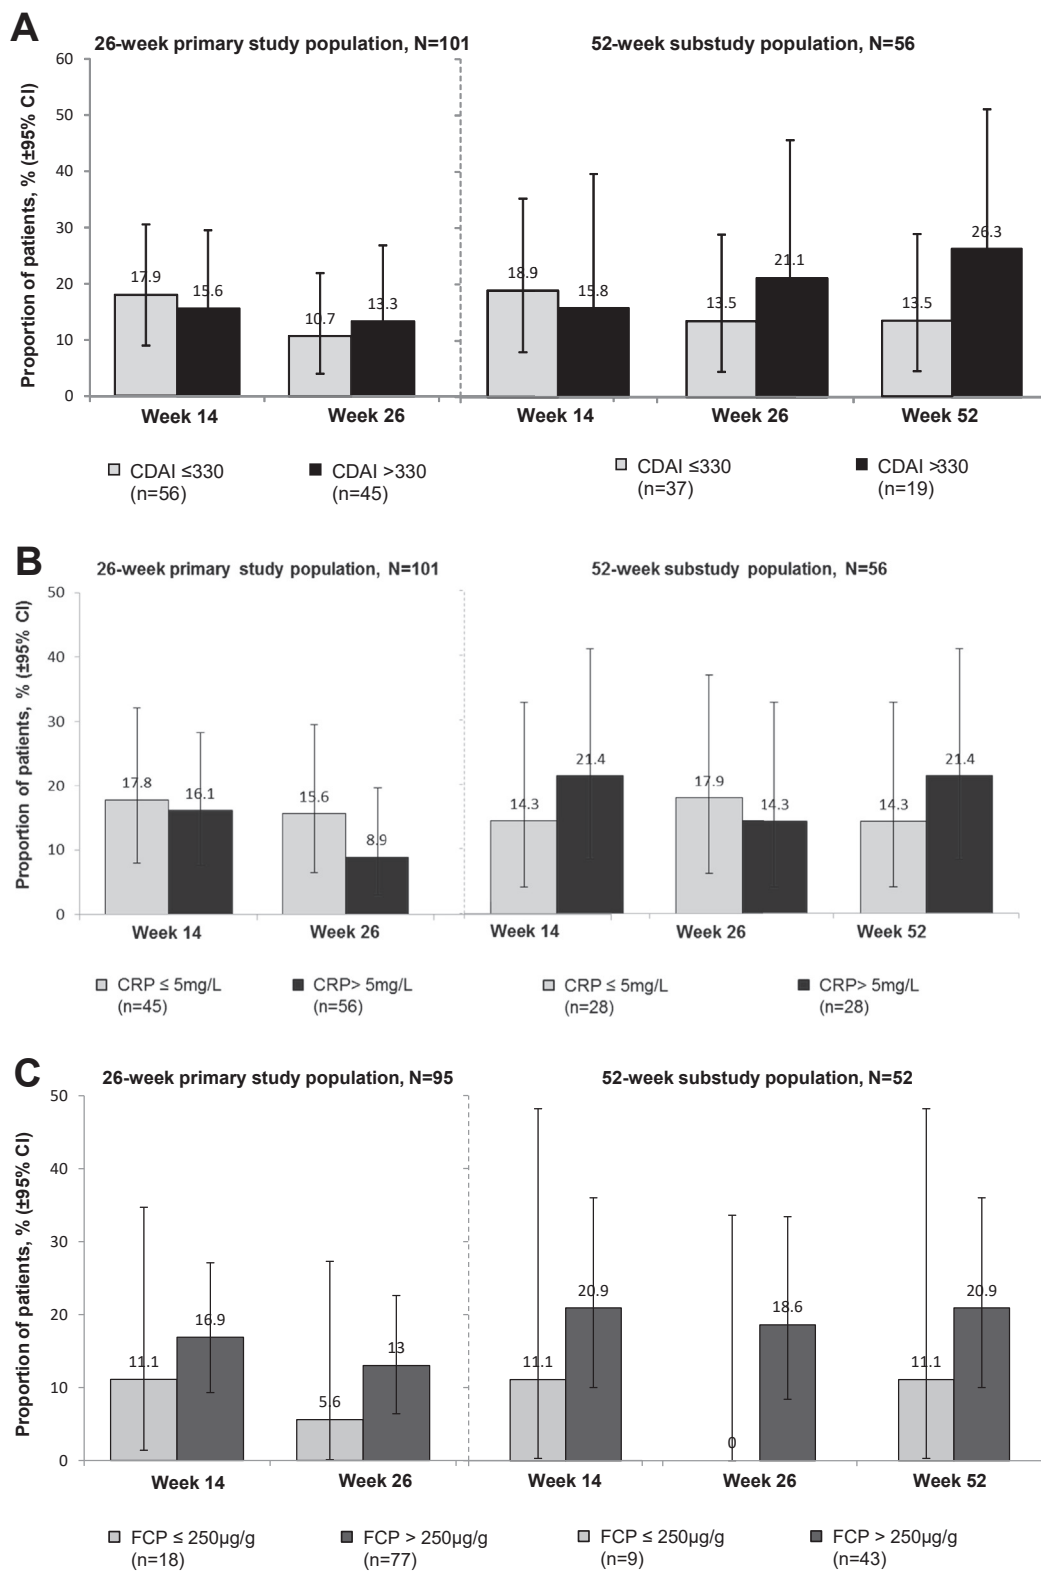 A
26-week primary study population, N=101
52-week substudy population, N=56
Proportion of patients, % (±95% CI)
60
50
40
30
20
10
0
17.9
15.6
10.7
13.3
18.9
15.8
13.5
21.1
13.5
26.3
Week 14
Week 26
Week 14
Week 26
Week 52
CDAI ≤330
(n=56)
CDAI >330
(n=45)
CDAI ≤330
(n=37)
CDAI >330
(n=19)
B
26-week primary study population, N=101
52-week substudy population, N=56
Proportion of patients, % (±95% CI)
50
40
30
20
10
0
17.8
16.1
15.6
8.9
14.3
21.4
17.9
14.3
14.3
21.4
Week 14
Week 26
Week 14
Week 26
Week 52
CRP ≤ 5mg/L
(n=45)
CRP> 5mg/L
(n=56)
CRP ≤ 5mg/L
(n=28)
CRP> 5mg/L
(n=28)
C
26-week primary study population, N=95
52-week substudy population, N=52
Proportion of patients, % (±95% CI)
50
40
30
20
10
0
11.1
16.9
5.6
13
11.1
20.9
0
18.6
11.1
20.9
Week 14
Week 26
Week 14
Week 26
Week 52
FCP ≤ 250µg/g
(n=18)
FCP > 250µg/g
(n=77)
FCP ≤ 250µg/g
(n=9)
FCP > 250µg/g
(n=43)